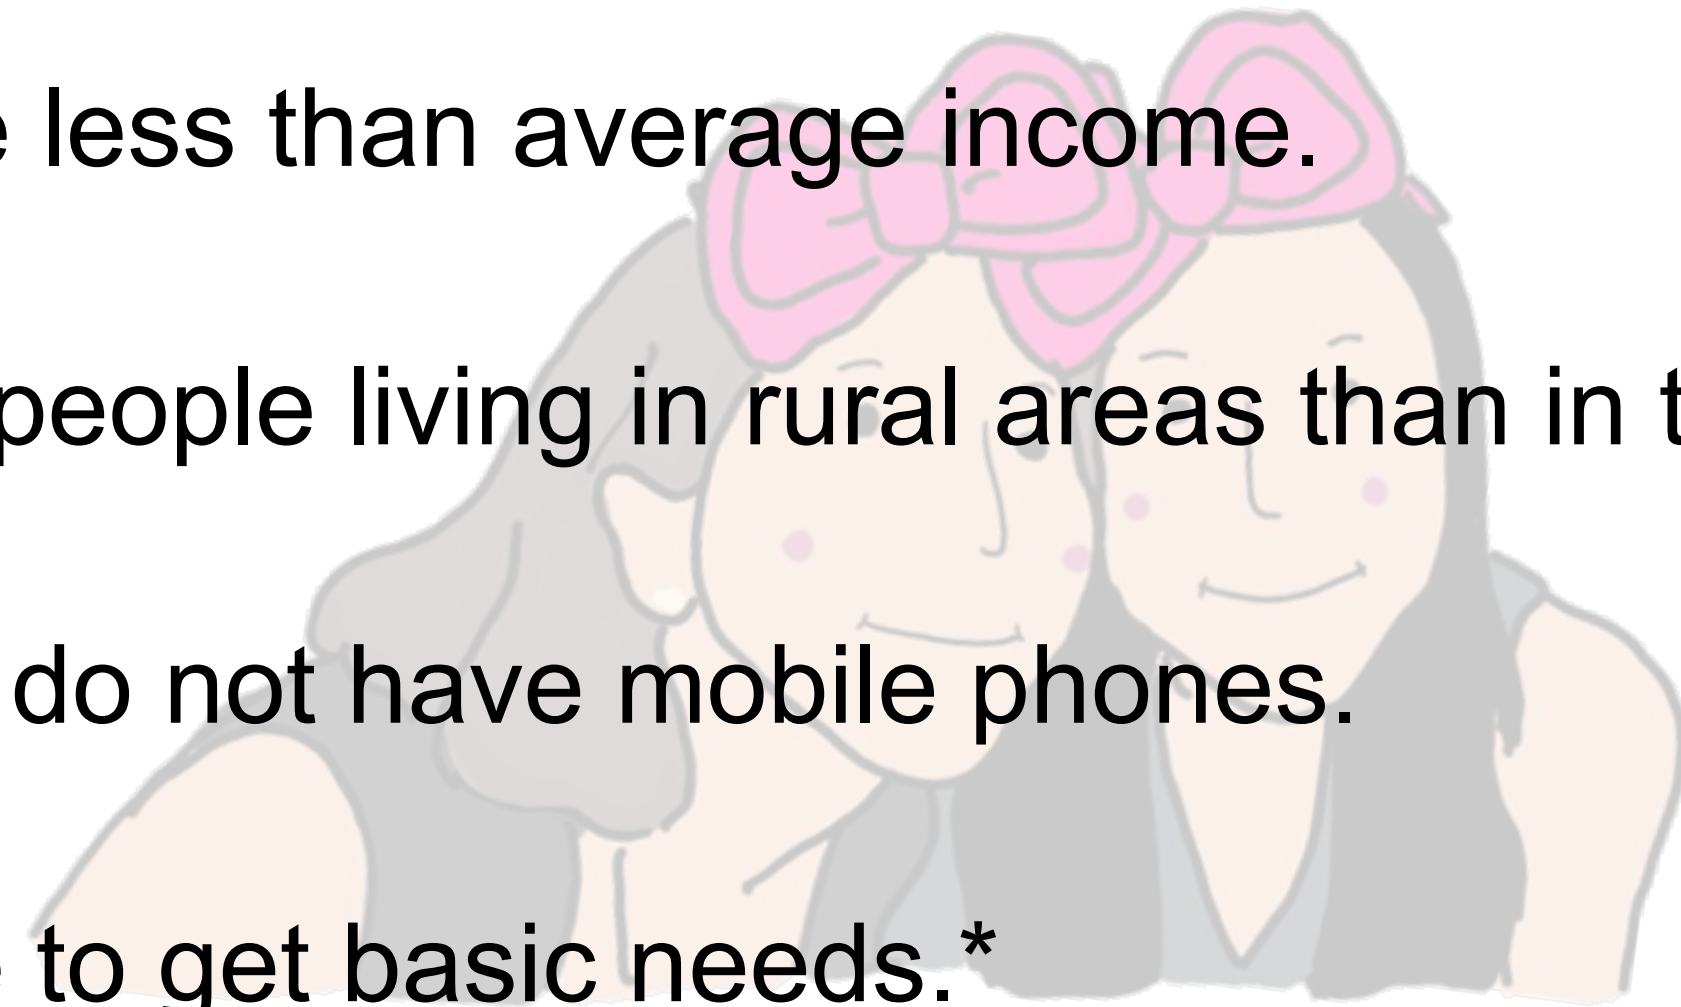 less than average income.
people living in rural areas than in
do not have mobile phones.
to get basic needs.*